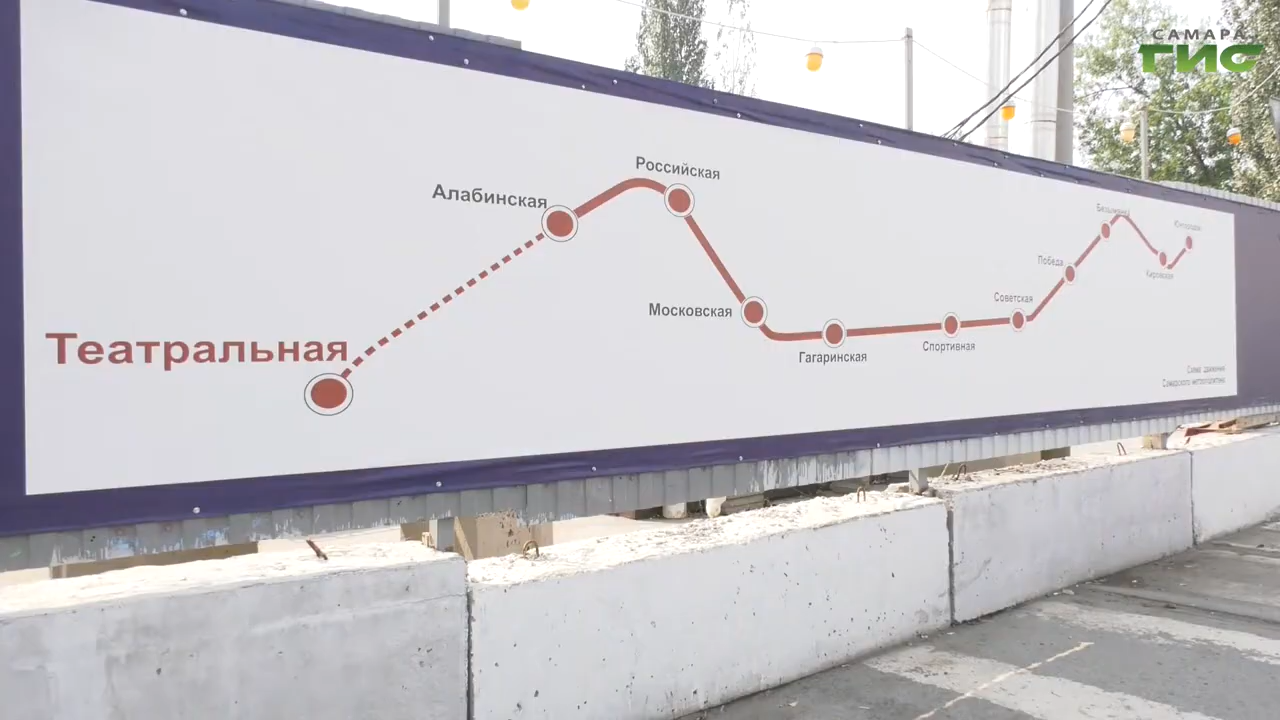 САМАРА
ГИС
Российская
Алабинская
Безымянка
Юнгородок
Победа
Кировская
Советская
Московская
Театральная
Спортивная
Гагаринская
Схема движения
Самарского метрополитена